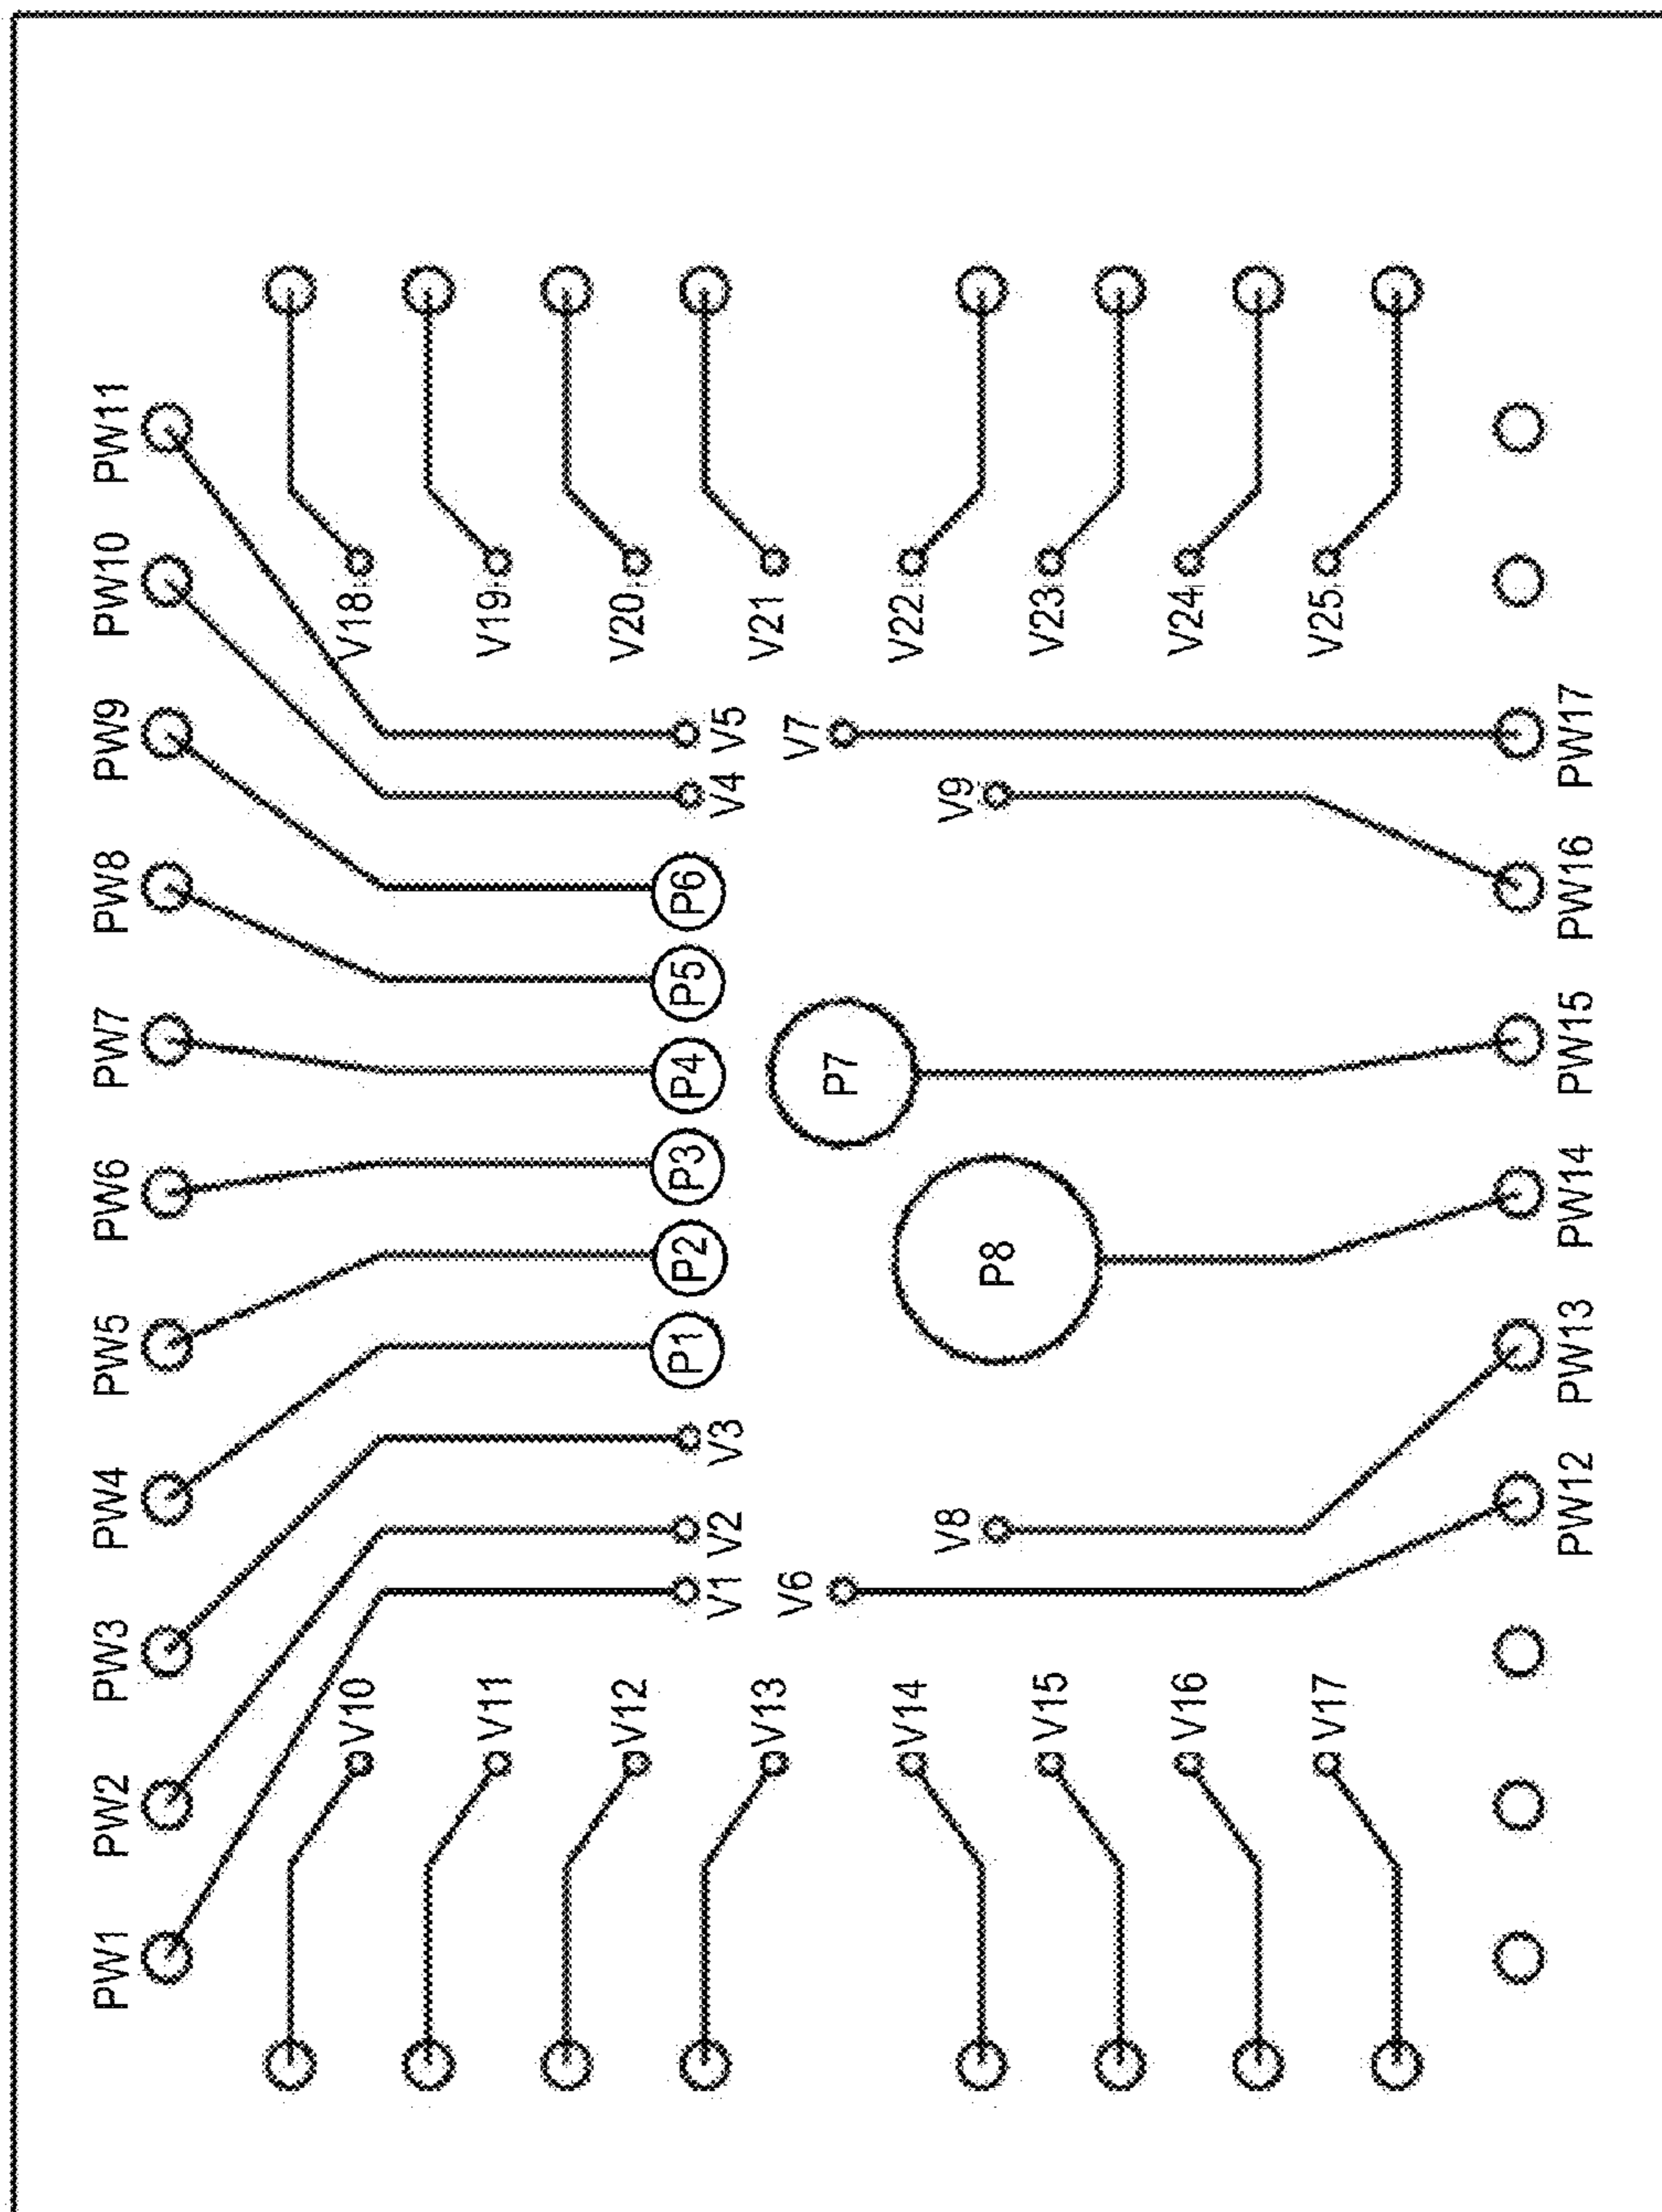 PW1 PW2 PW3 PW4 PW5 PW6 PW7 PW8 PW9 PW10 PW11
V10 V18
V11 V19
V12 V20
P1 P2 P3 P4 P5 P6
V1 V2 V3 V4 V5
V13 V21
V6 P7 V7
V14 V22
V8 P8 V9
V15 V23
V16 V24
V17 V25
PW12 PW13 PW14 PW15 PW16 PW17